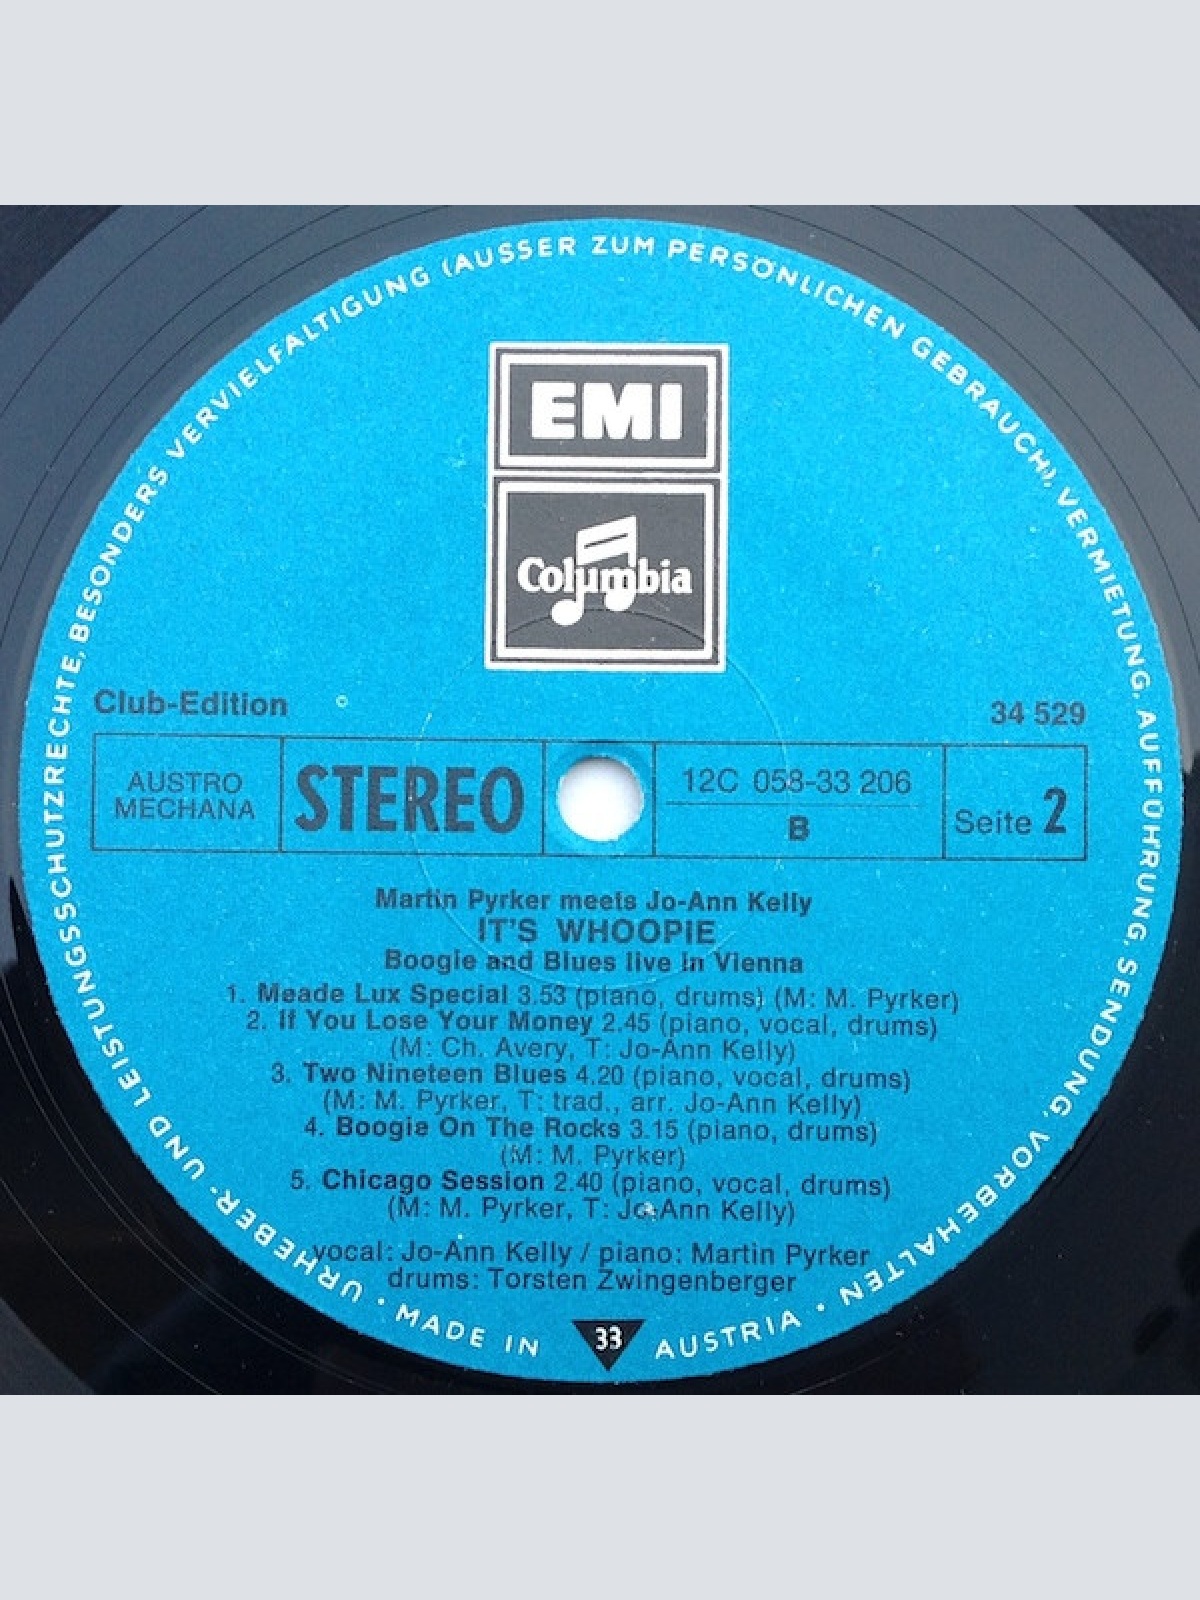 URHEBER- UND LEISTUNGSSCHUTZRECHTE, BESONDERS VERVIELFÄLTIGUNG (AUSSER ZUM PERSÖNLICHEN GEBRAUCH), VERMIETUNG, AUFFÜHRUNG, SENDUNG, VORBEHALTEN •
EMI
Columbia
Club-Edition
34 529
AUSTRO
MECHANA
STEREO
12C 058-33 206
B
Seite 2
Martin Pyrker meets Jo-Ann Kelly
IT'S WHOOPIE
Boogie and Blues live in Vienna
1. Meade Lux Special 3.53 (piano, drums) (M: M. Pyrker)
2. If You Lose Your Money 2.45 (piano, vocal, drums)
(M: Ch. Avery, T: Jo-Ann Kelly)
3. Two Nineteen Blues 4.20 (piano, vocal, drums)
(M: M. Pyrker, T: trad., arr. Jo-Ann Kelly)
4. Boogie On The Rocks 3.15 (piano, drums)
(M: M. Pyrker)
5. Chicago Session 2.40 (piano, vocal, drums)
(M: M. Pyrker, T: Jo-Ann Kelly)
vocal: Jo-Ann Kelly / piano: Martin Pyrker
drums: Torsten Zwingenberger
• MADE IN 33 AUSTRIA